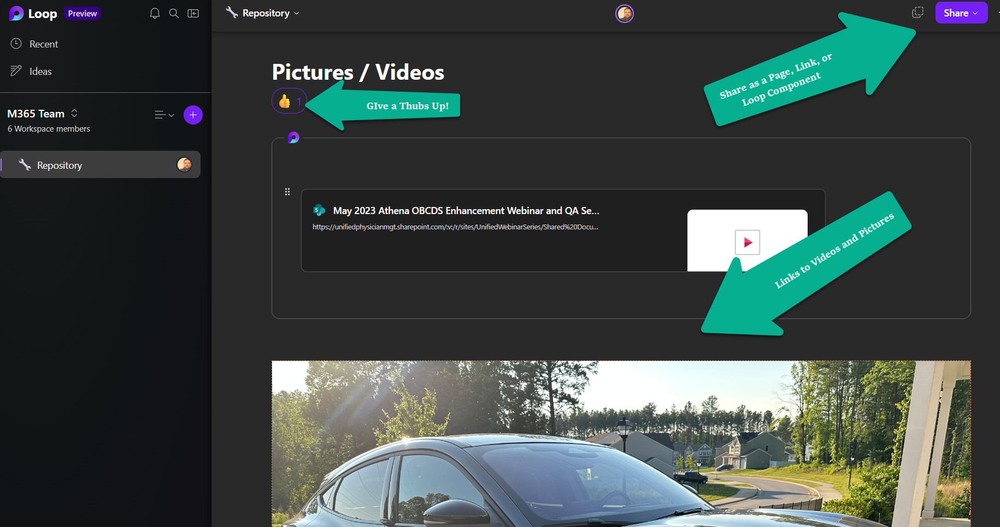 Loop Preview
Recent
Ideas
M365 Team
6 Workspace members
Repository
Repository
Share
Share as a Page, Link, or
Loop Component
Pictures / Videos
1
GIve a Thubs Up!
S
May 2023 Athena OBCDS Enhancement Webinar and QA Se...
https://unifiedphysicianmgt.sharepoint.com/:v:/r/sites/UnifiedWebinarSeries/Shared%20Docu...
Links to Videos and Pictures